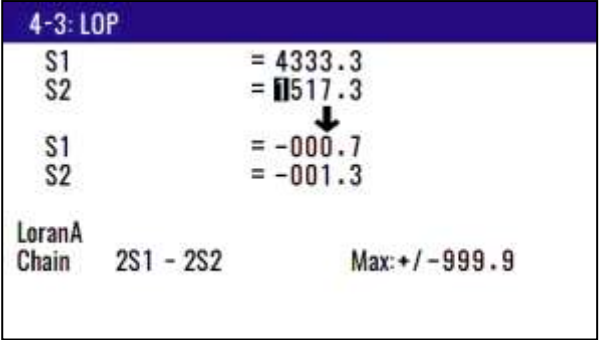 4-3: LOP
S1 = 4333.3
S2 = 1517.3
↓
S1 = -000.7
S2 = -001.3
LoranA
Chain 2S1 - 2S2 Max:+/-999.9